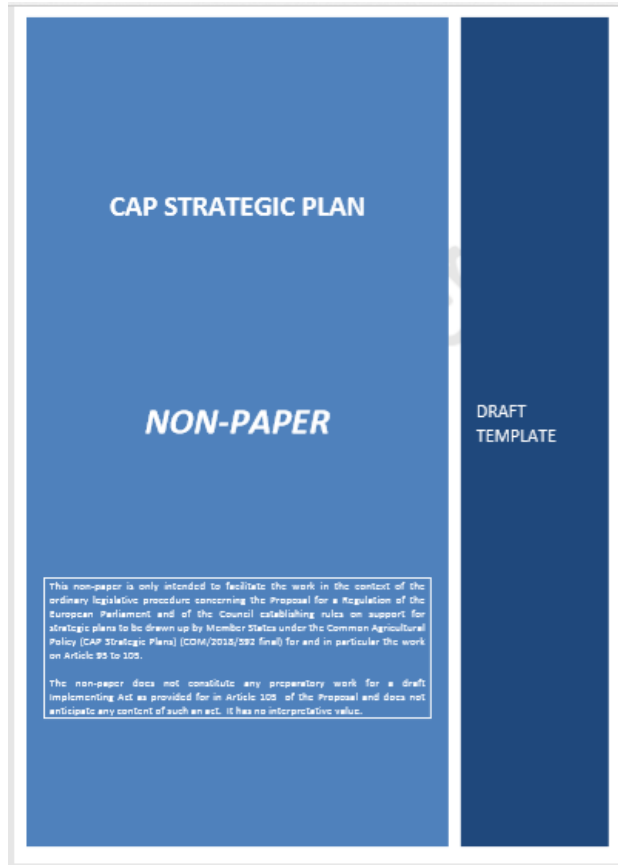 CAP STRATEGIC PLAN
NON-PAPER
DRAFT
TEMPLATE
This non-paper is only intended to facilitate the work in the context of the
ordinary legislative procedure concerning the Proposal for a Regulation of the
European Parliament and of the Council establishing rules on support for
strategic plans to be drawn up by Member States under the Common Agricultural
Policy (CAP Strategic Plans) (COM/2018/392 final) for and in particular the work
on Article 95 to 103.
The non-paper does not constitute any preparatory work for a draft
Implementing Act as provided for in Article 103 of the Proposal and does not
anticipate any content of such an act. It has no interpretative value.